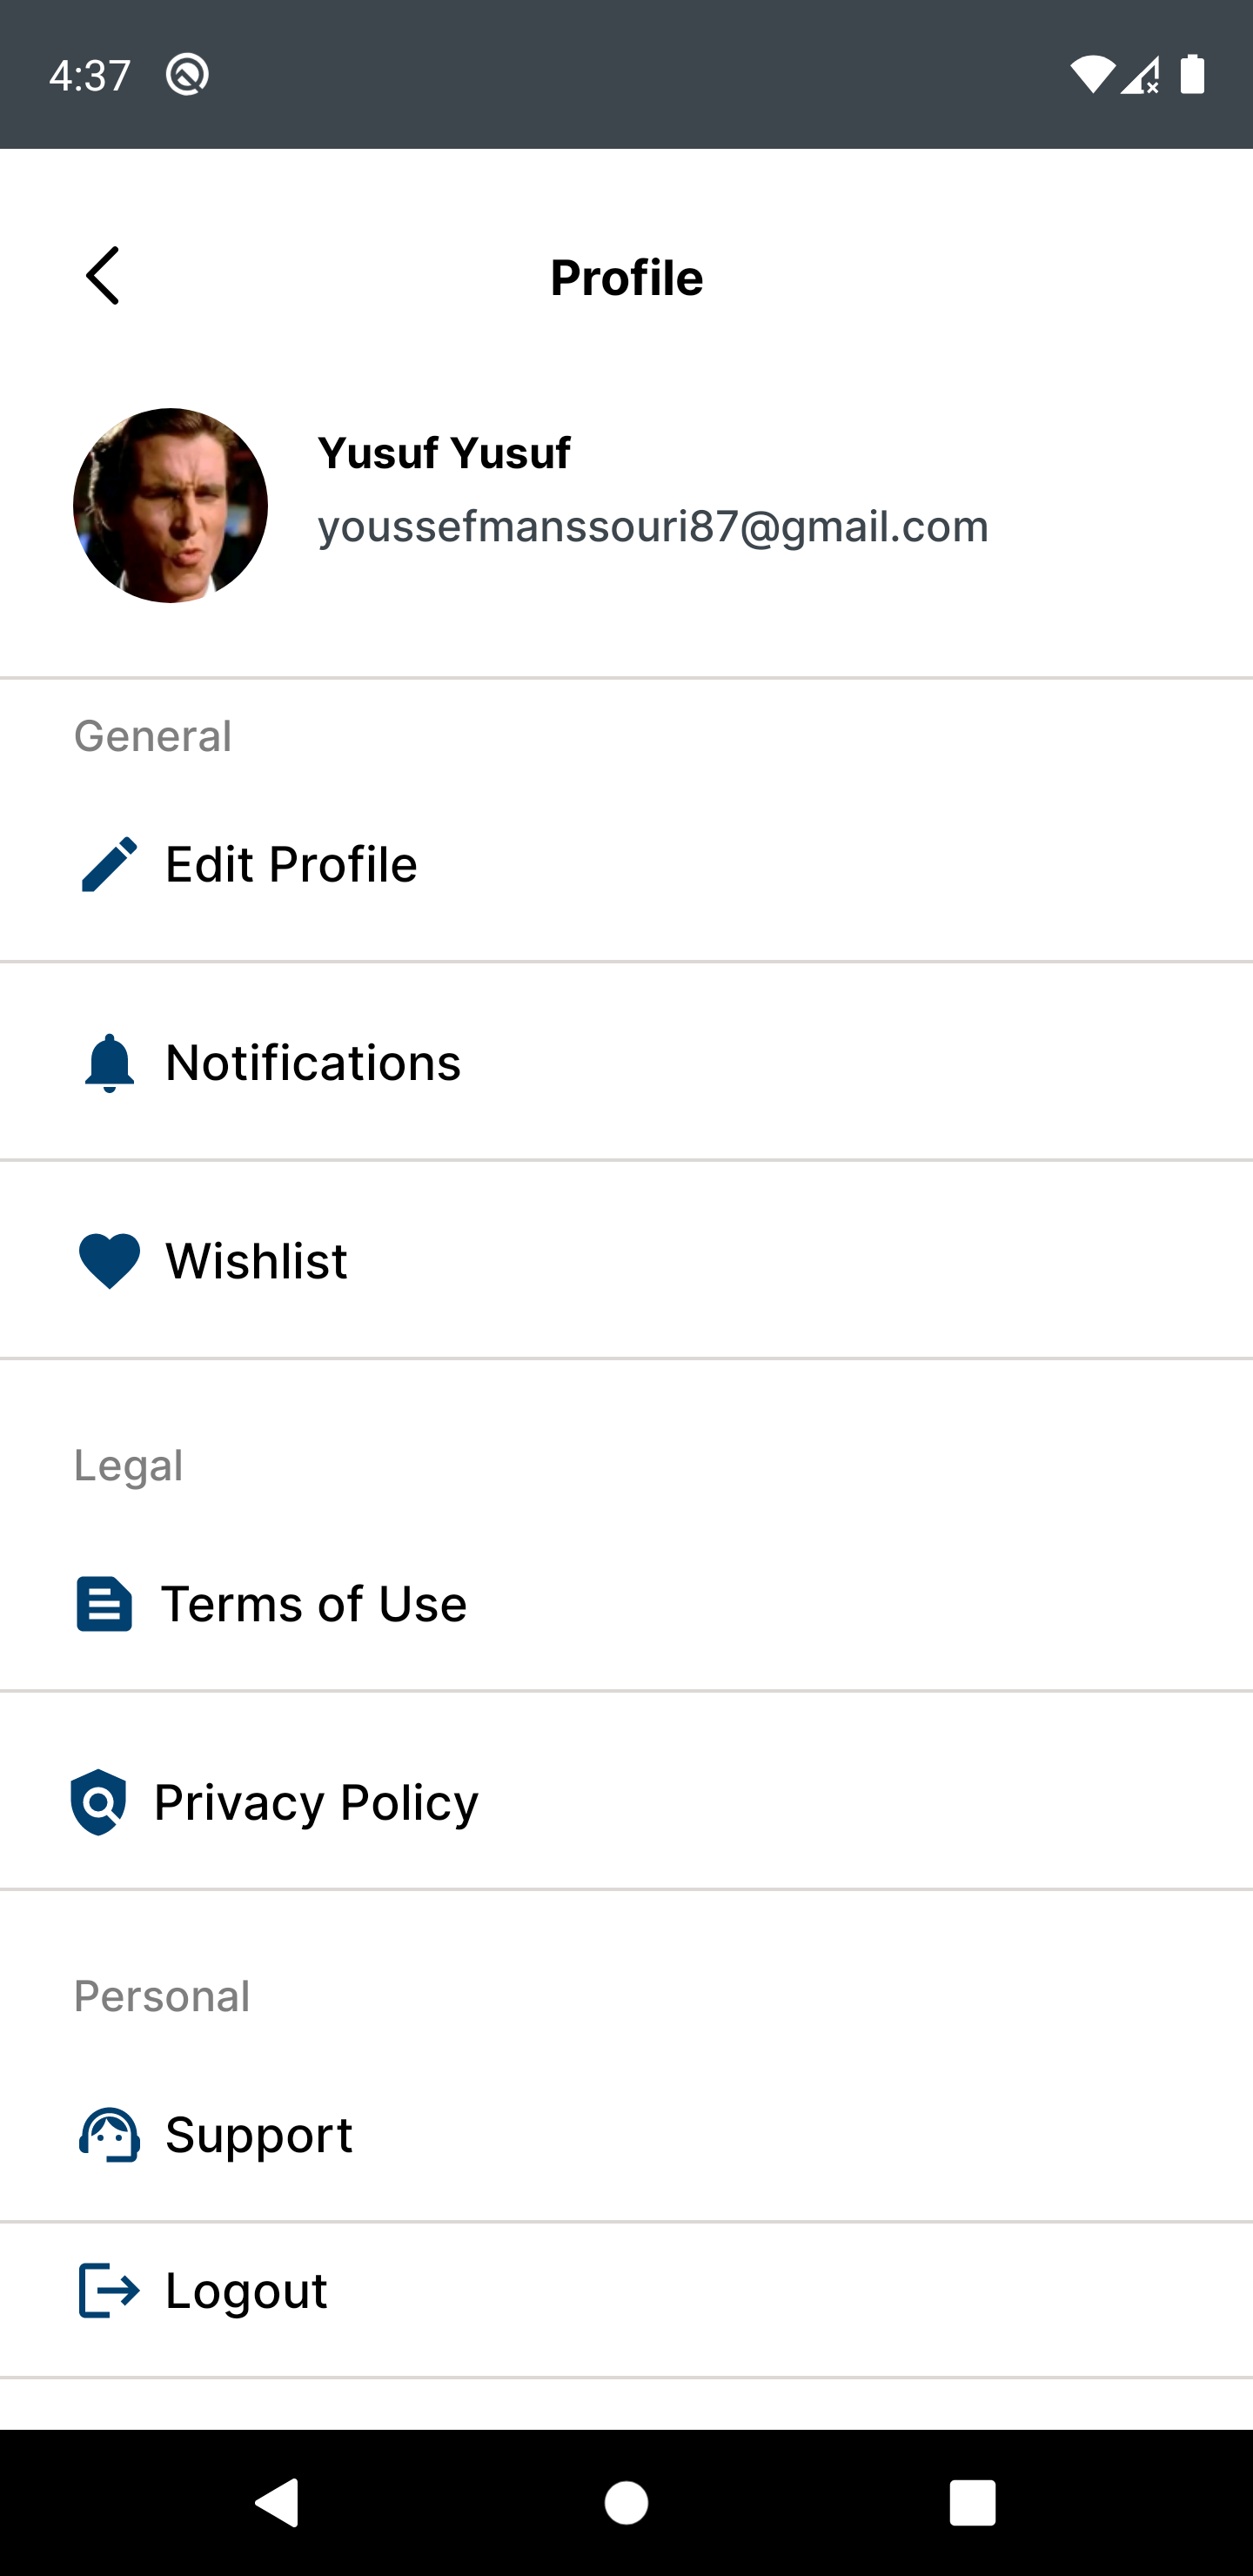 4:37
Profile
Yusuf Yusuf
youssefmanssouri87@gmail.com
General
Edit Profile
Notifications
Wishlist
Legal
Terms of Use
Privacy Policy
Personal
Support
Logout